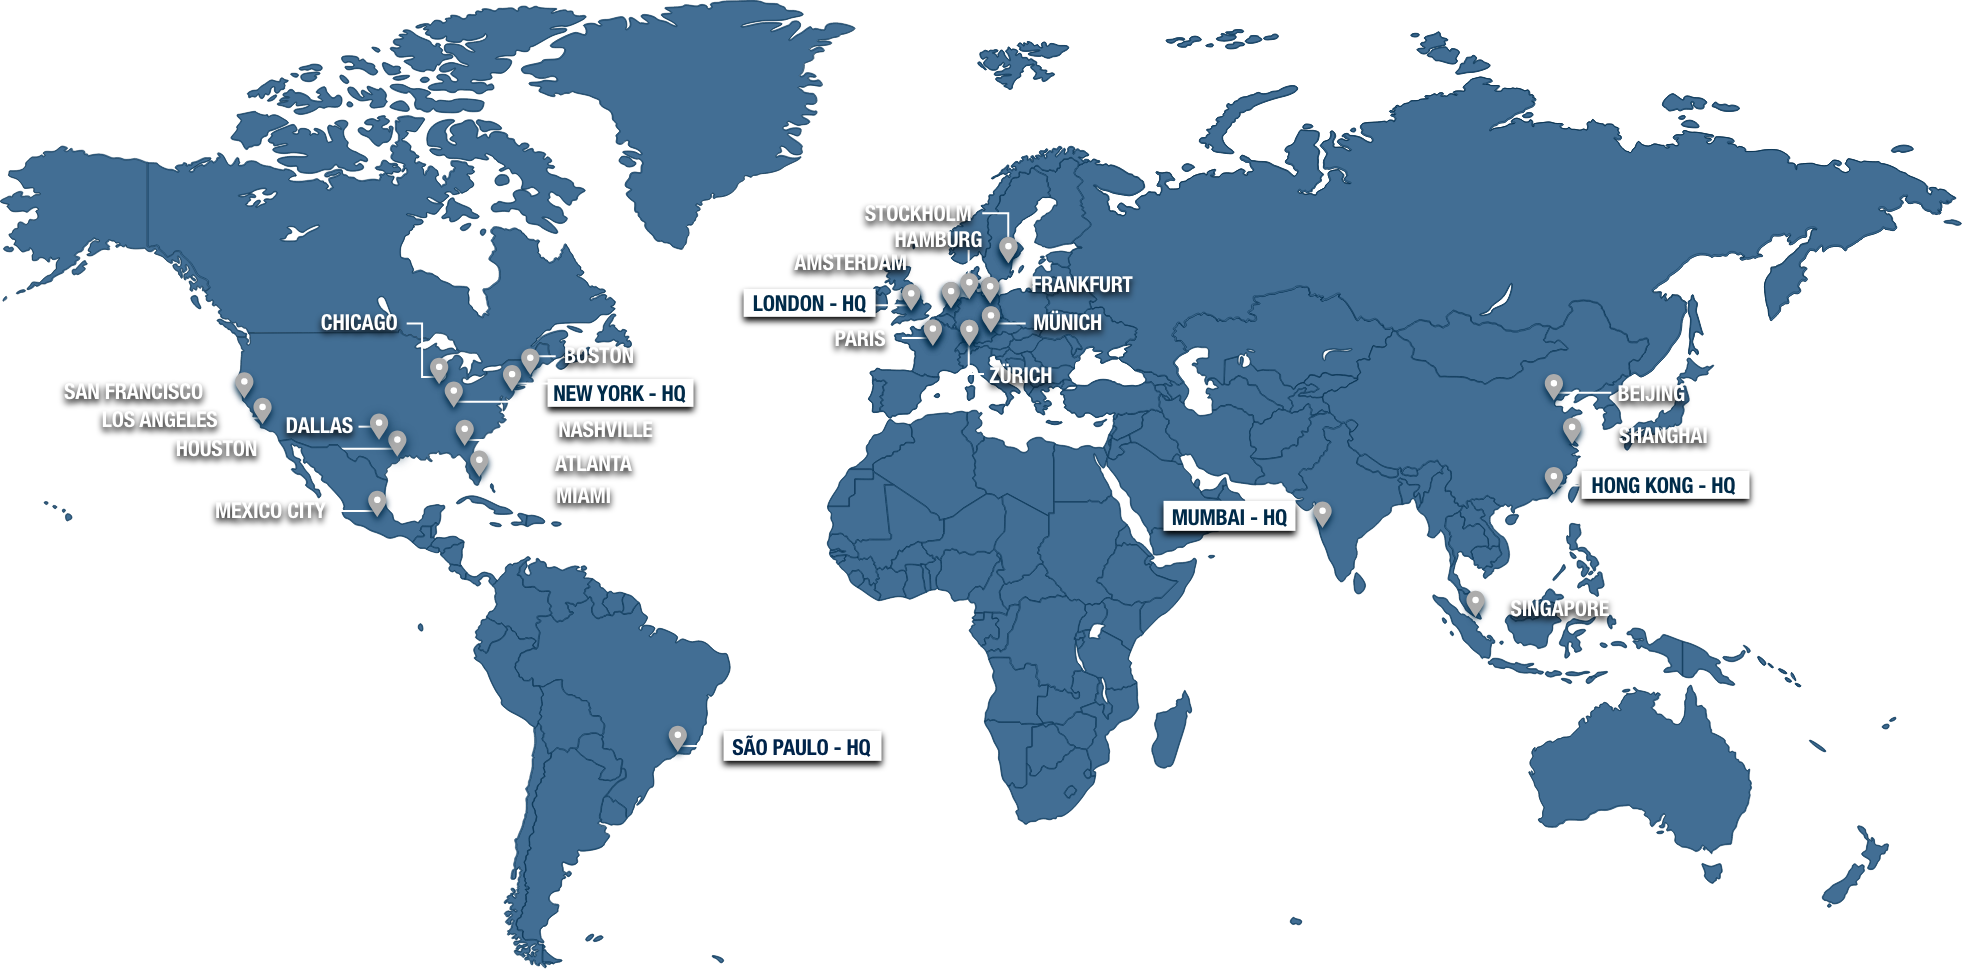 STOCKHOLM
HAMBURG
AMSTERDAM
FRANKFURT
LONDON - HQ
CHICAGO
MÜNICH
PARIS
BOSTON
ZÜRICH
SAN FRANCISCO
NEW YORK - HQ
BEIJING
LOS ANGELES
DALLAS
NASHVILLE
SHANGHAI
HOUSTON
ATLANTA
HONG KONG - HQ
MIAMI
MEXICO CITY
MUMBAI - HQ
SINGAPORE
SÃO PAULO - HQ